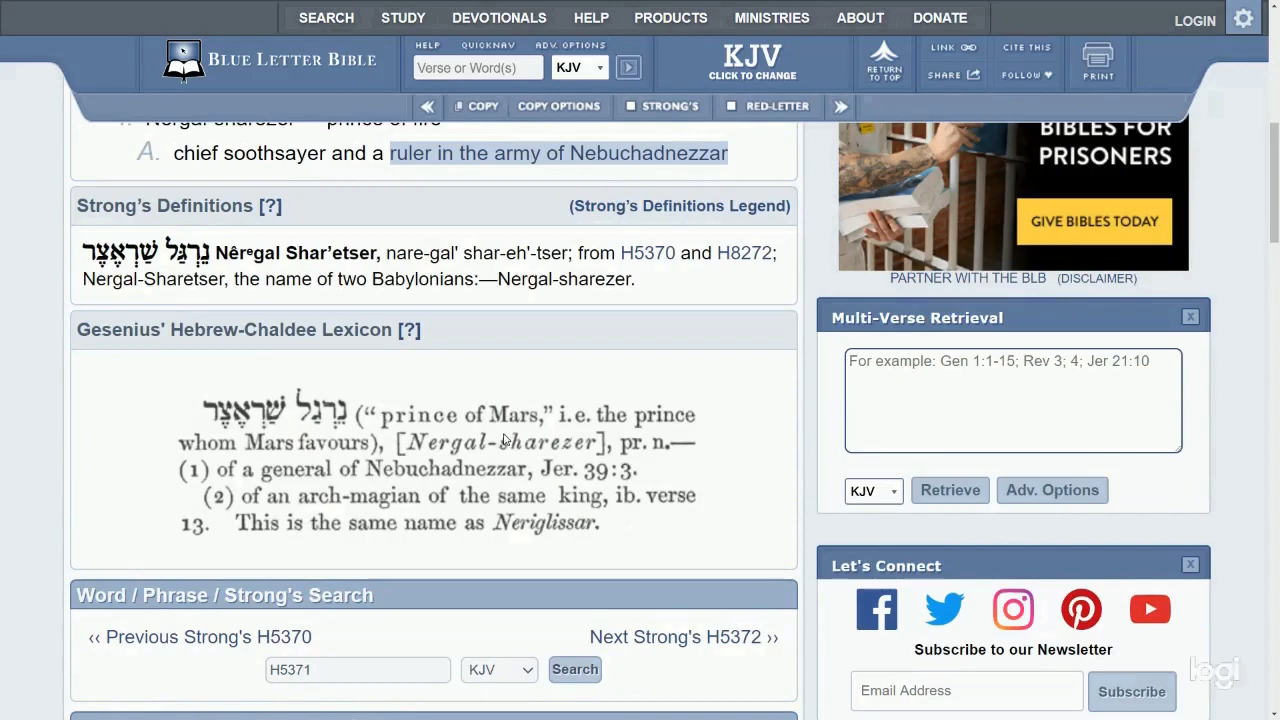 SEARCH STUDY DEVOTIONALS HELP PRODUCTS MINISTRIES ABOUT DONATE
LOGIN
BLUE LETTER BIBLE
HELP QUICKNAV ADV. OPTIONS
Verse or Word(s) KJV
KJV
CLICK TO CHANGE
RETURN
TO TOP
LINK CITE THIS
SHARE FOLLOW
PRINT
COPY COPY OPTIONS STRONG'S RED-LETTER
A. chief soothsayer and a ruler in the army of Nebuchadnezzar
Strong's Definitions [?] (Strong's Definitions Legend)
נֵרְגַּל שַׁרְאֶצֶר Nêrᵉgal Sharʼetser, nare-gal' shar-eh'-tser; from H5370 and H8272;
Nergal-Sharetser, the name of two Babylonians:—Nergal-sharezer.
Gesenius' Hebrew-Chaldee Lexicon [?]
נֵרְגַל שַׁרְאֶצֶר (“prince of Mars,” i.e. the prince
whom Mars favours), [Nergal-sharezer], pr. n.—
(1) of a general of Nebuchadnezzar, Jer. 39:3.
(2) of an arch-magian of the same king, ib. verse
13. This is the same name as Neriglissar.
Word / Phrase / Strong's Search
‹‹ Previous Strong's H5370 Next Strong's H5372 ››
H5371 KJV Search
BIBLES FOR
PRISONERS
GIVE BIBLES TODAY
PARTNER WITH THE BLB (DISCLAIMER)
Multi-Verse Retrieval x
For example: Gen 1:1-15; Rev 3; 4; Jer 21:10
KJV Retrieve Adv. Options
Let's Connect x
Subscribe to our Newsletter
Email Address Subscribe
logi